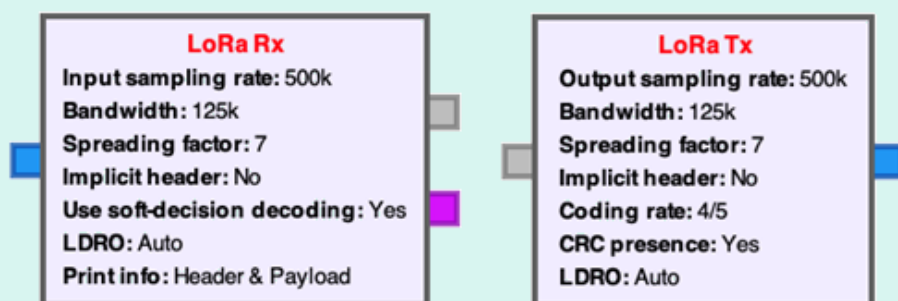 LoRa Rx
Input sampling rate: 500k
Bandwidth: 125k
Spreading factor: 7
Implicit header: No
Use soft-decision decoding: Yes
LDRO: Auto
Print info: Header & Payload
LoRa Tx
Output sampling rate: 500k
Bandwidth: 125k
Spreading factor: 7
Implicit header: No
Coding rate: 4/5
CRC presence: Yes
LDRO: Auto